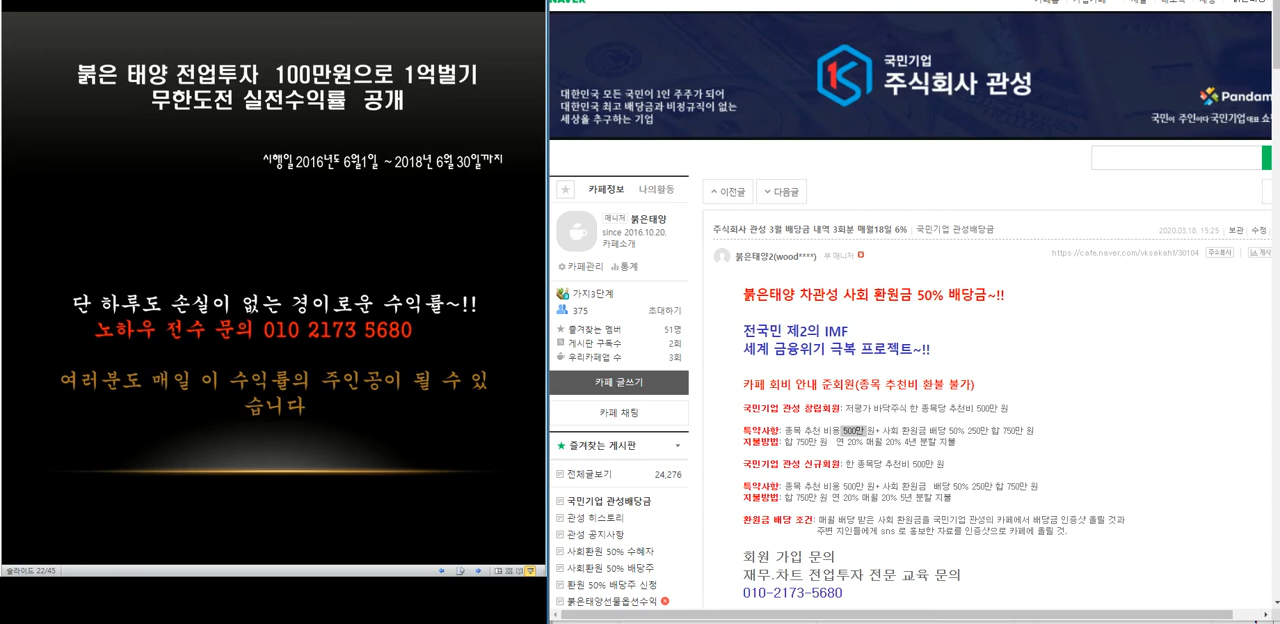 붉은 태양 전업투자 100만원으로 1억벌기
무한도전 실전수익률 공개
시행일 2016년도 6월1일 ~ 2018년 6월 30일까지
단 하루도 손실이 없는 경이로운 수익률~!!
노하우 전수 문의 010 2173 5680
여러분도 매일 이 수익률의 주인공이 될 수 있
습니다
슬라이드 22/45
NAVER
대한민국 모든 국민이 1인 주주가 되어
대한민국 최고 배당금과 비정규직이 없는
세상을 추구하는 기업
국민기업
주식회사 관성
Pandam
국민이 주인이다 국민기업 대표 쇼
카페정보 나의활동
매니저 붉은태양
since 2016.10.20.
카페소개
카페관리 통계
가지3단계
375 초대하기
즐겨찾는 멤버 51명
게시판 구독수 2회
우리카페앱 수 3회
카페 글쓰기
카페 채팅
즐겨찾는 게시판
전체글보기 24,276
국민기업 관성배당금
관성 히스토리
관성 공지사항
사회환원 50% 수혜자
사회환원 50% 배당주
환원 50% 배당주 신청
붉은태양선물옵션수익
이전글 다음글
주식회사 관성 3월 배당금 내역 3회분 매월18일 6% | 국민기업 관성배당금
2020.03.18. 15:25 | 보관 | 수정
붉은태양2(wood****) 부매니저
https://cafe.naver.com/vksekahf/30104 주소복사
붉은태양 차관성 사회 환원금 50% 배당금~!!
전국민 제2의 IMF
세계 금융위기 극복 프로젝트~!!
카페 회비 안내 준회원(종목 추천비 환불 불가)
국민기업 관성 창립회원: 저평가 바닥주식 한 종목당 추천비 500만 원
특약사항: 종목 추천 비용 500만 원+ 사회 환원금 배당 50% 250만 합 750만 원
지불방법: 합 750만 원 연 20% 매월 20% 4년 분할 지불
국민기업 관성 신규회원: 한 종목당 추천비 500만 원
특약사항: 종목 추천 비용 500만 원+ 사회 환원금 배당 50% 250만 합 750만 원
지불방법: 합 750만 원 연 20% 매월 20% 5년 분할 지불
환원금 배당 조건: 매월 배당 받은 사회 환원금을 국민기업 관성의 카페에서 배당금 인증샷 올릴 것과
주변 지인들에게 sns 로 홍보한 자료를 인증샷으로 카페에 올릴 것.
회원 가입 문의
재무.차트 전업투자 전문 교육 문의
010-2173-5680